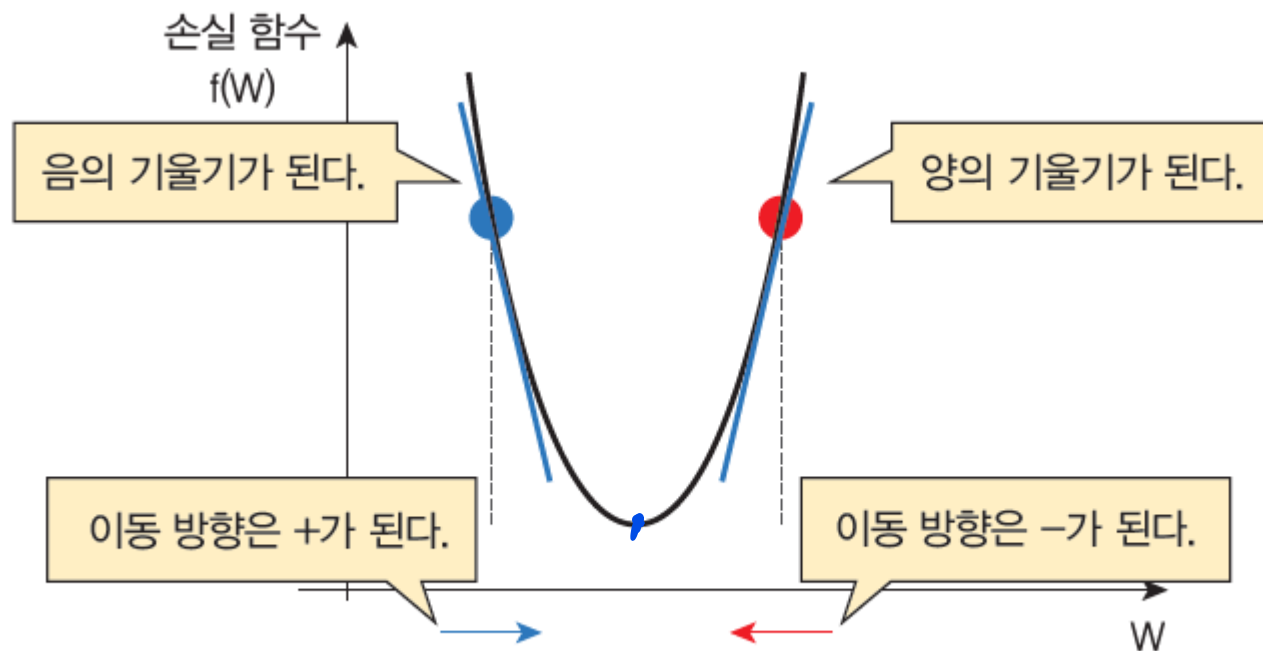 손실 함수
f(W)
음의 기울기가 된다.
양의 기울기가 된다.
이동 방향은 +가 된다.
이동 방향은 −가 된다.
W